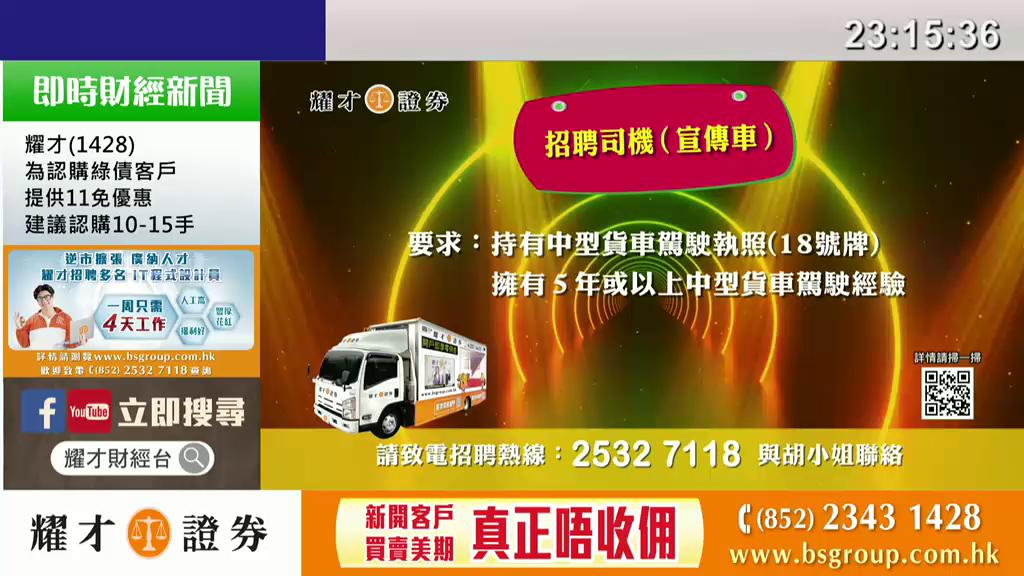 23:15:36
即時財經新聞
耀才(1428)
為認購綠債客戶
提供11免優惠
建議認購10-15手
逆市擴張 廣納人才
耀才招聘多名 IT程式設計員
一周只需
4天工作
人工高
福利好
豐厚
花紅
詳情請瀏覽www.bsgroup.com.hk
歡迎致電 (852) 2532 7118 查詢
f YouTube 立即搜尋
耀才財經台
耀才證券
招聘司機(宣傳車)
要求：持有中型貨車駕駛執照(18號牌)
擁有5年或以上中型貨車駕駛經驗
詳情請掃一掃
請致電招聘熱線：2532 7118 與胡小姐聯絡
耀才證券
新開客戶
買賣美期
真正唔收佣
(852) 2343 1428
www.bsgroup.com.hk